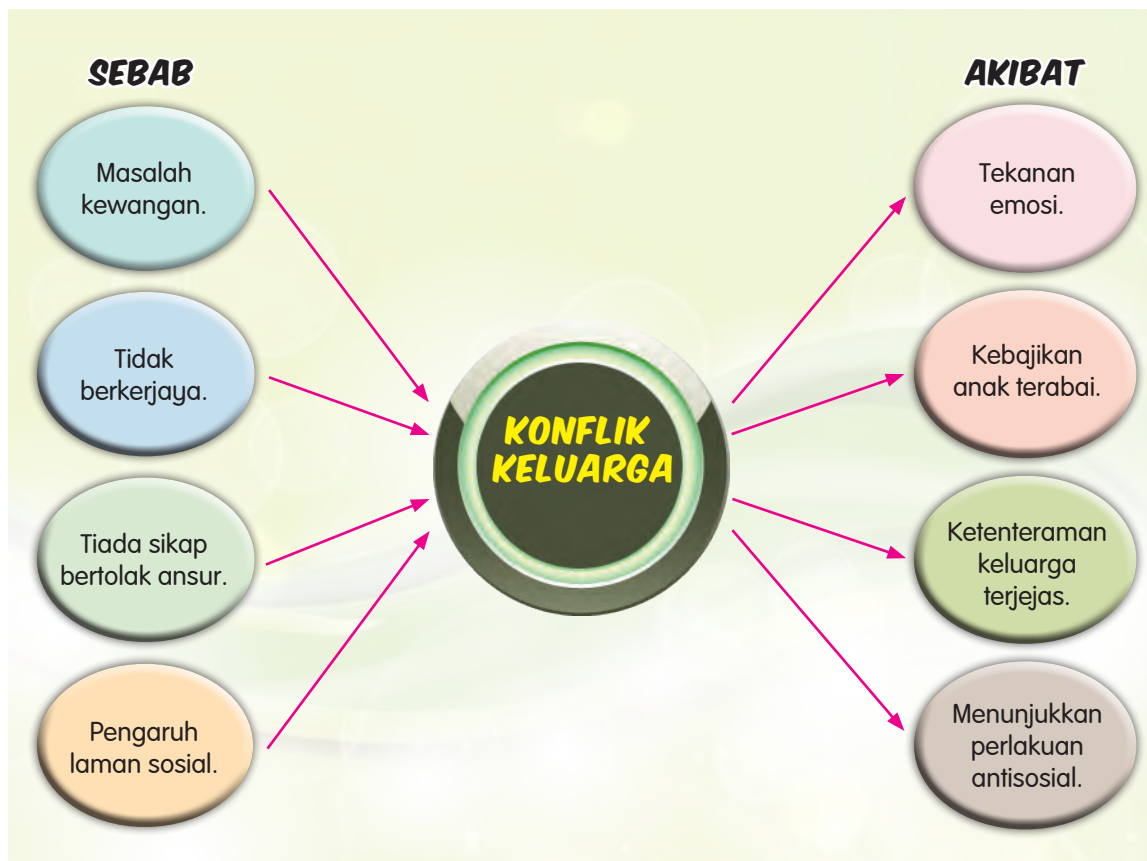 SEBAB
Masalah
kewangan.
Tidak
berkerjaya.
Tiada sikap
bertolak ansur.
Pengaruh
laman sosial.
KONFLIK
KELUARGA
AKIBAT
Tekanan
emosi.
Kebajikan
anak terabai.
Ketenteraman
keluarga
terjejas.
Menunjukkan
perlakuan
antisosial.